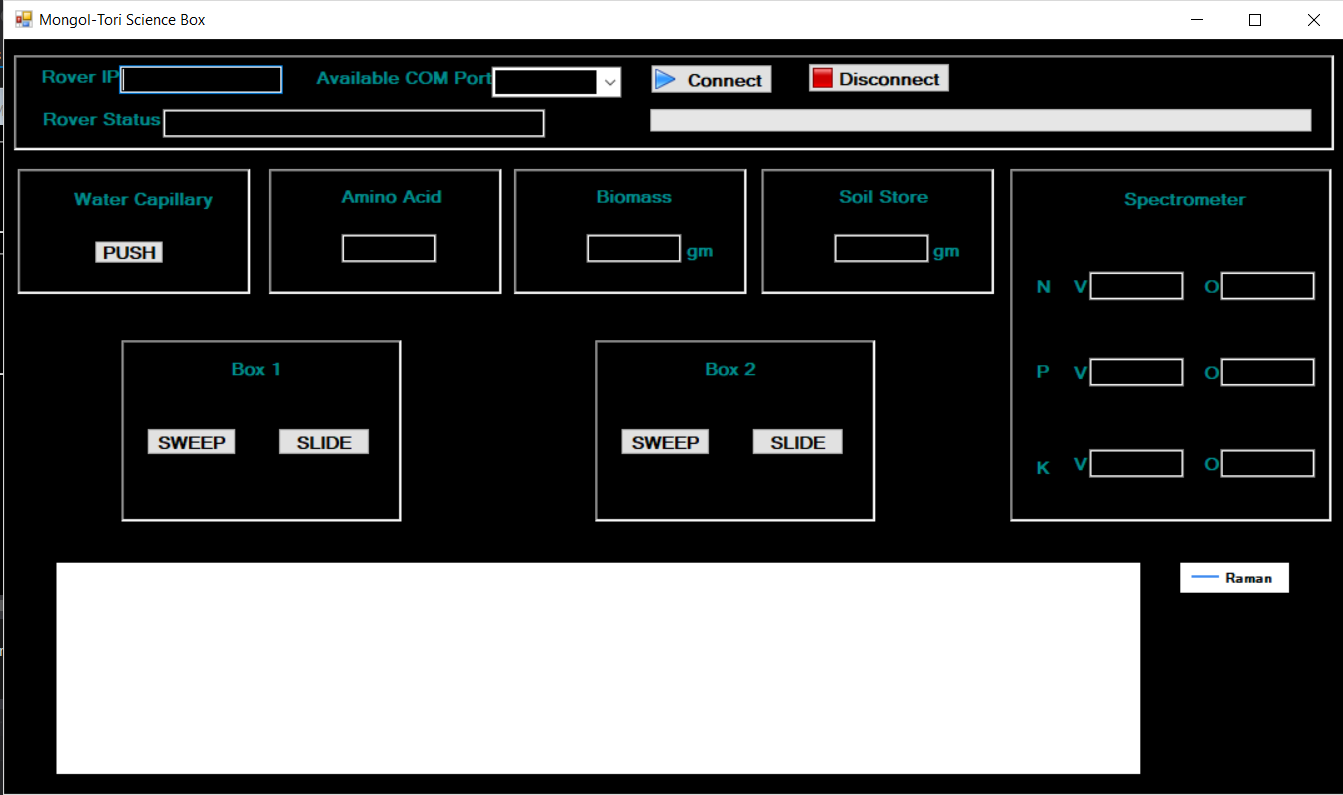 Mongol-Tori Science Box
Rover IP Available COM Port Connect Disconnect
Rover Status
Water Capillary Amino Acid Biomass Soil Store Spectrometer
PUSH gm gm
N V O
Box 1 Box 2
P V O
SWEEP SLIDE SWEEP SLIDE
K V O
Raman